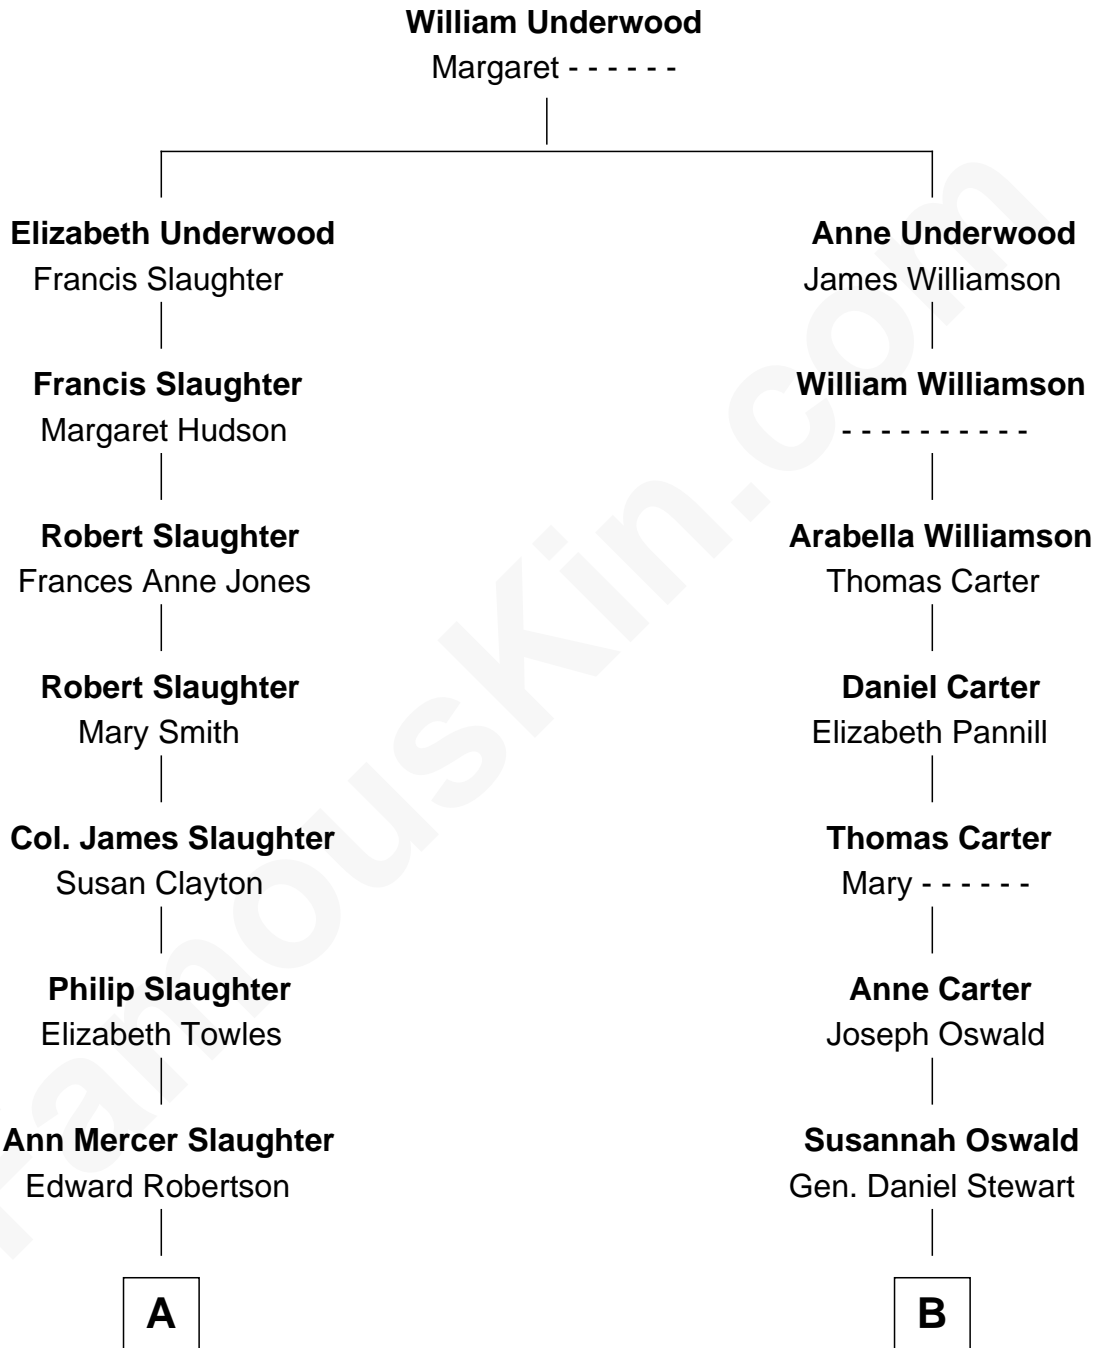 William Underwood
Margaret - - - - - -
Elizabeth Underwood
Francis Slaughter
Anne Underwood
James Williamson
Francis Slaughter
Margaret Hudson
William Williamson
- - - - - - - - - -
Robert Slaughter
Frances Anne Jones
Arabella Williamson
Thomas Carter
Robert Slaughter
Mary Smith
Daniel Carter
Elizabeth Pannill
Col. James Slaughter
Susan Clayton
Thomas Carter
Mary - - - - - -
Philip Slaughter
Elizabeth Towles
Anne Carter
Joseph Oswald
Ann Mercer Slaughter
Edward Robertson
Susannah Oswald
Gen. Daniel Stewart
A
B
FamousKin.com